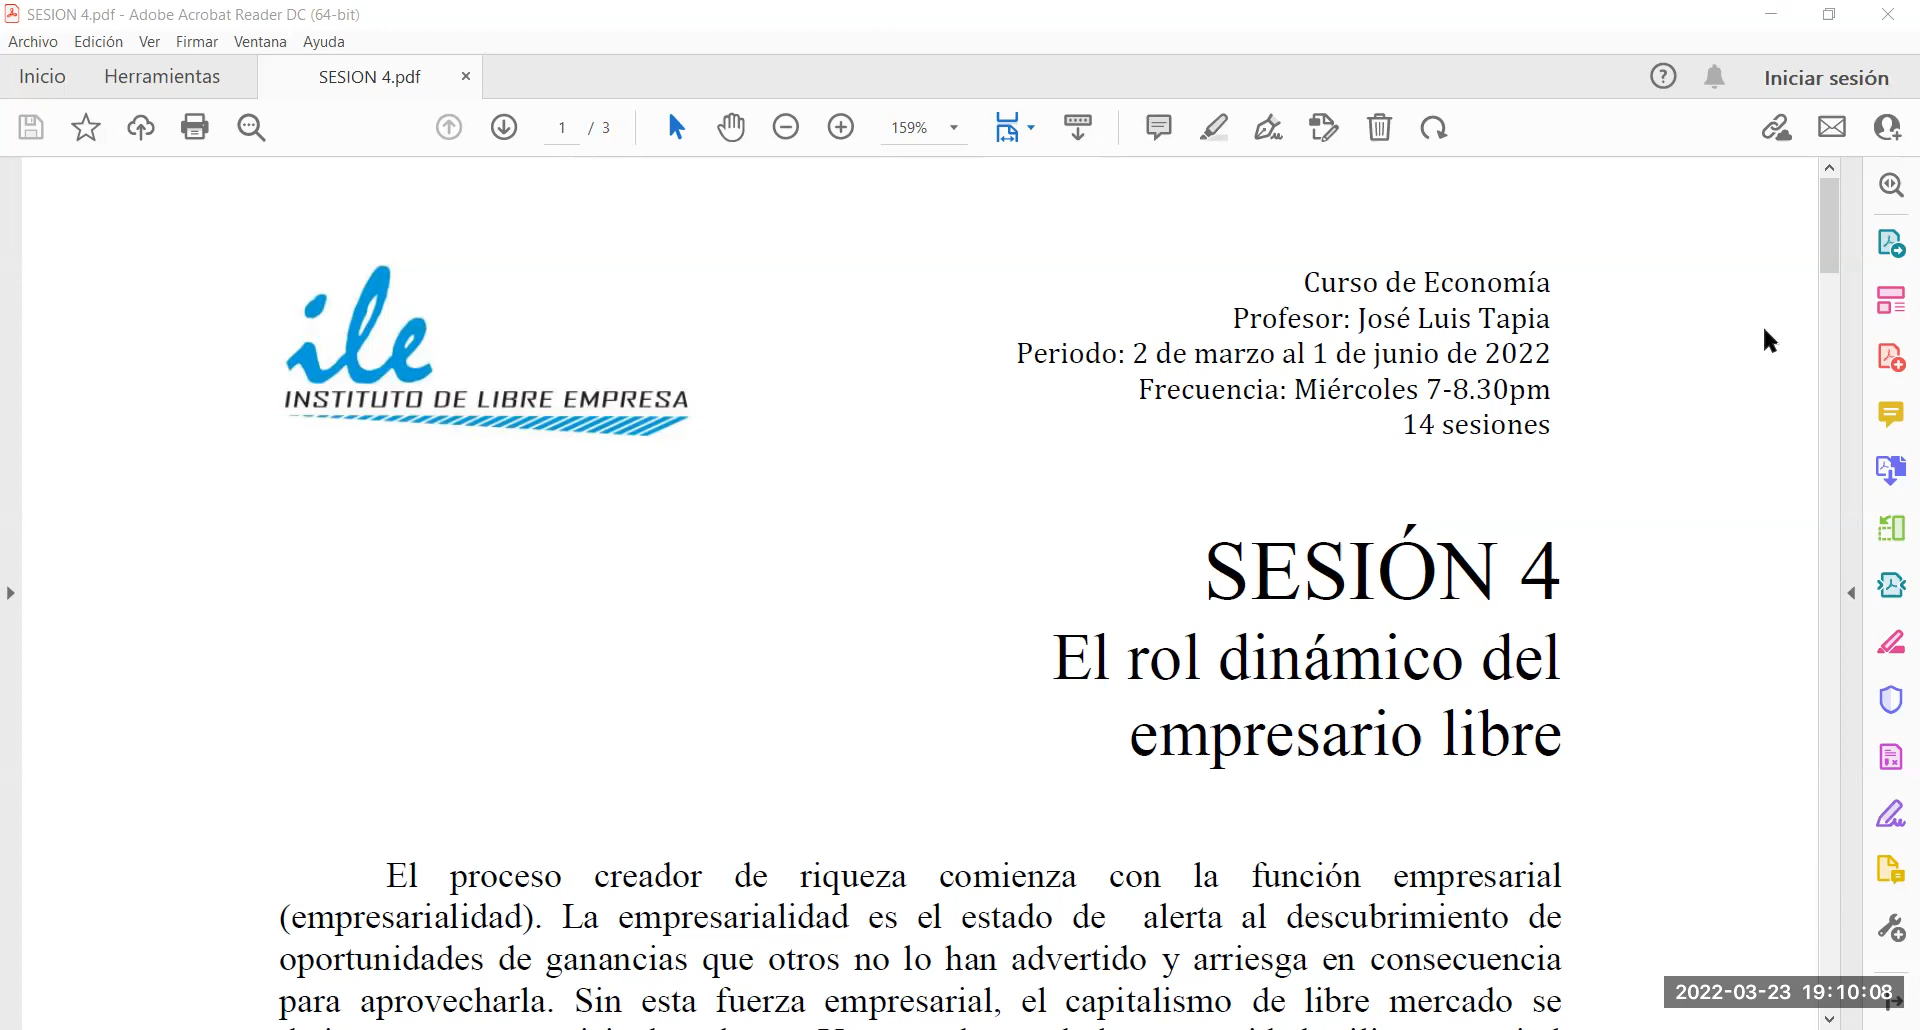 SESION 4.pdf - Adobe Acrobat Reader DC (64-bit)
Archivo Edición Ver Firmar Ventana Ayuda
Inicio Herramientas SESION 4.pdf × Iniciar sesión
1 / 3 159%
ile
INSTITUTO DE LIBRE EMPRESA
Curso de Economía
Profesor: José Luis Tapia
Periodo: 2 de marzo al 1 de junio de 2022
Frecuencia: Miércoles 7-8.30pm
14 sesiones
SESIÓN 4
El rol dinámico del
empresario libre
El proceso creador de riqueza comienza con la función empresarial
(empresarialidad). La empresarialidad es el estado de alerta al descubrimiento de
oportunidades de ganancias que otros no lo han advertido y arriesga en consecuencia
para aprovecharla. Sin esta fuerza empresarial, el capitalismo de libre mercado se
2022-03-23 19:10:08